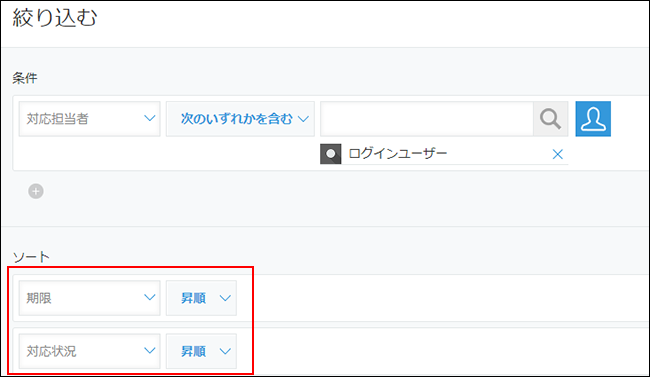 絞り込む
条件
対応担当者 次のいずれかを含む
ログインユーザー
ソート
期限 昇順
対応状況 昇順